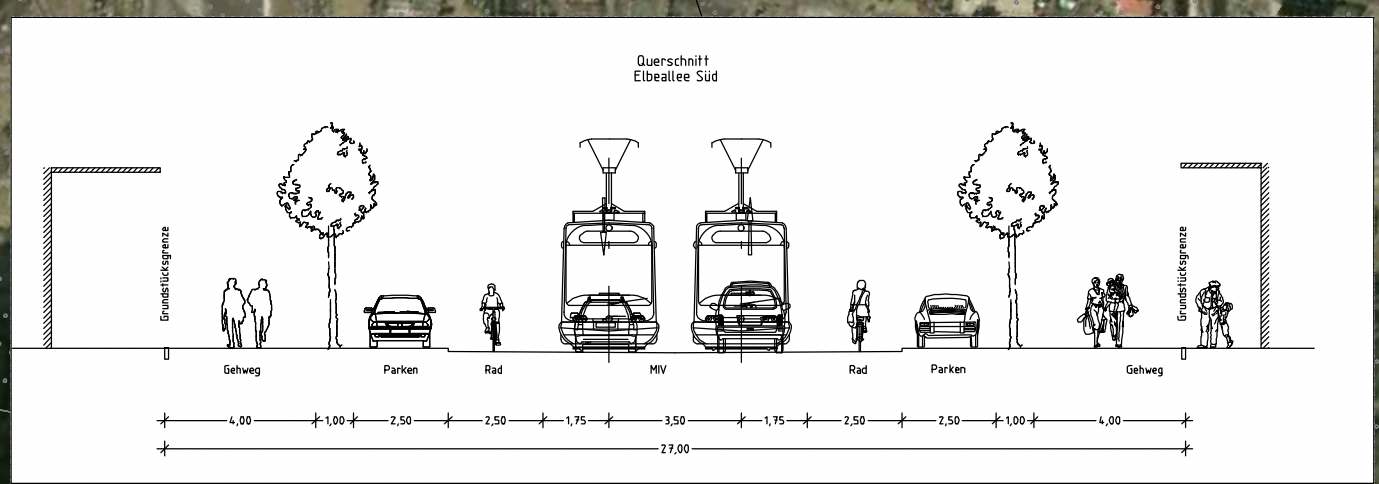 Querschnitt
Elbeallee Süd
Grundstücksgrenze
Grundstücksgrenze
Gehweg
Parken
Rad
MIV
Rad
Parken
Gehweg
4,00 1,00 2,50 2,50 1,75 3,50 1,75 2,50 2,50 1,00 4,00
27,00